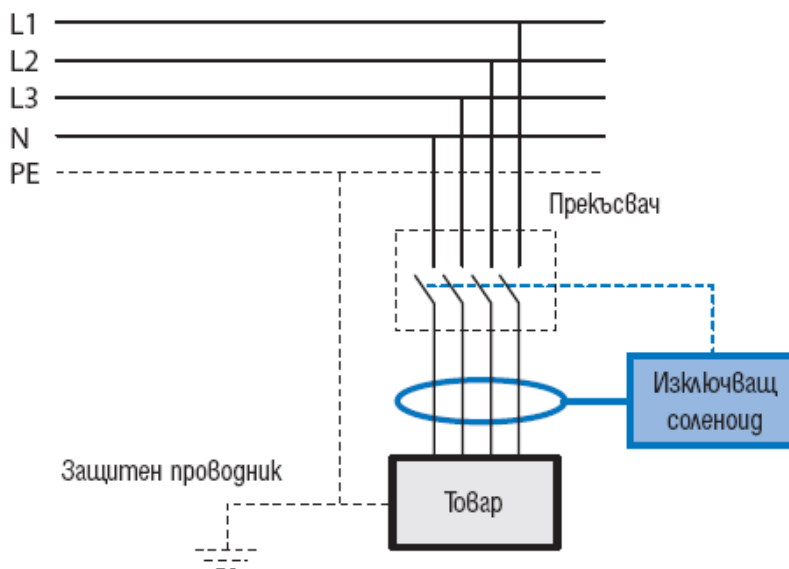 L1
L2
L3
N
PE
Прекъсвач
Изключващ
соленоид
Защитен проводник
Товар